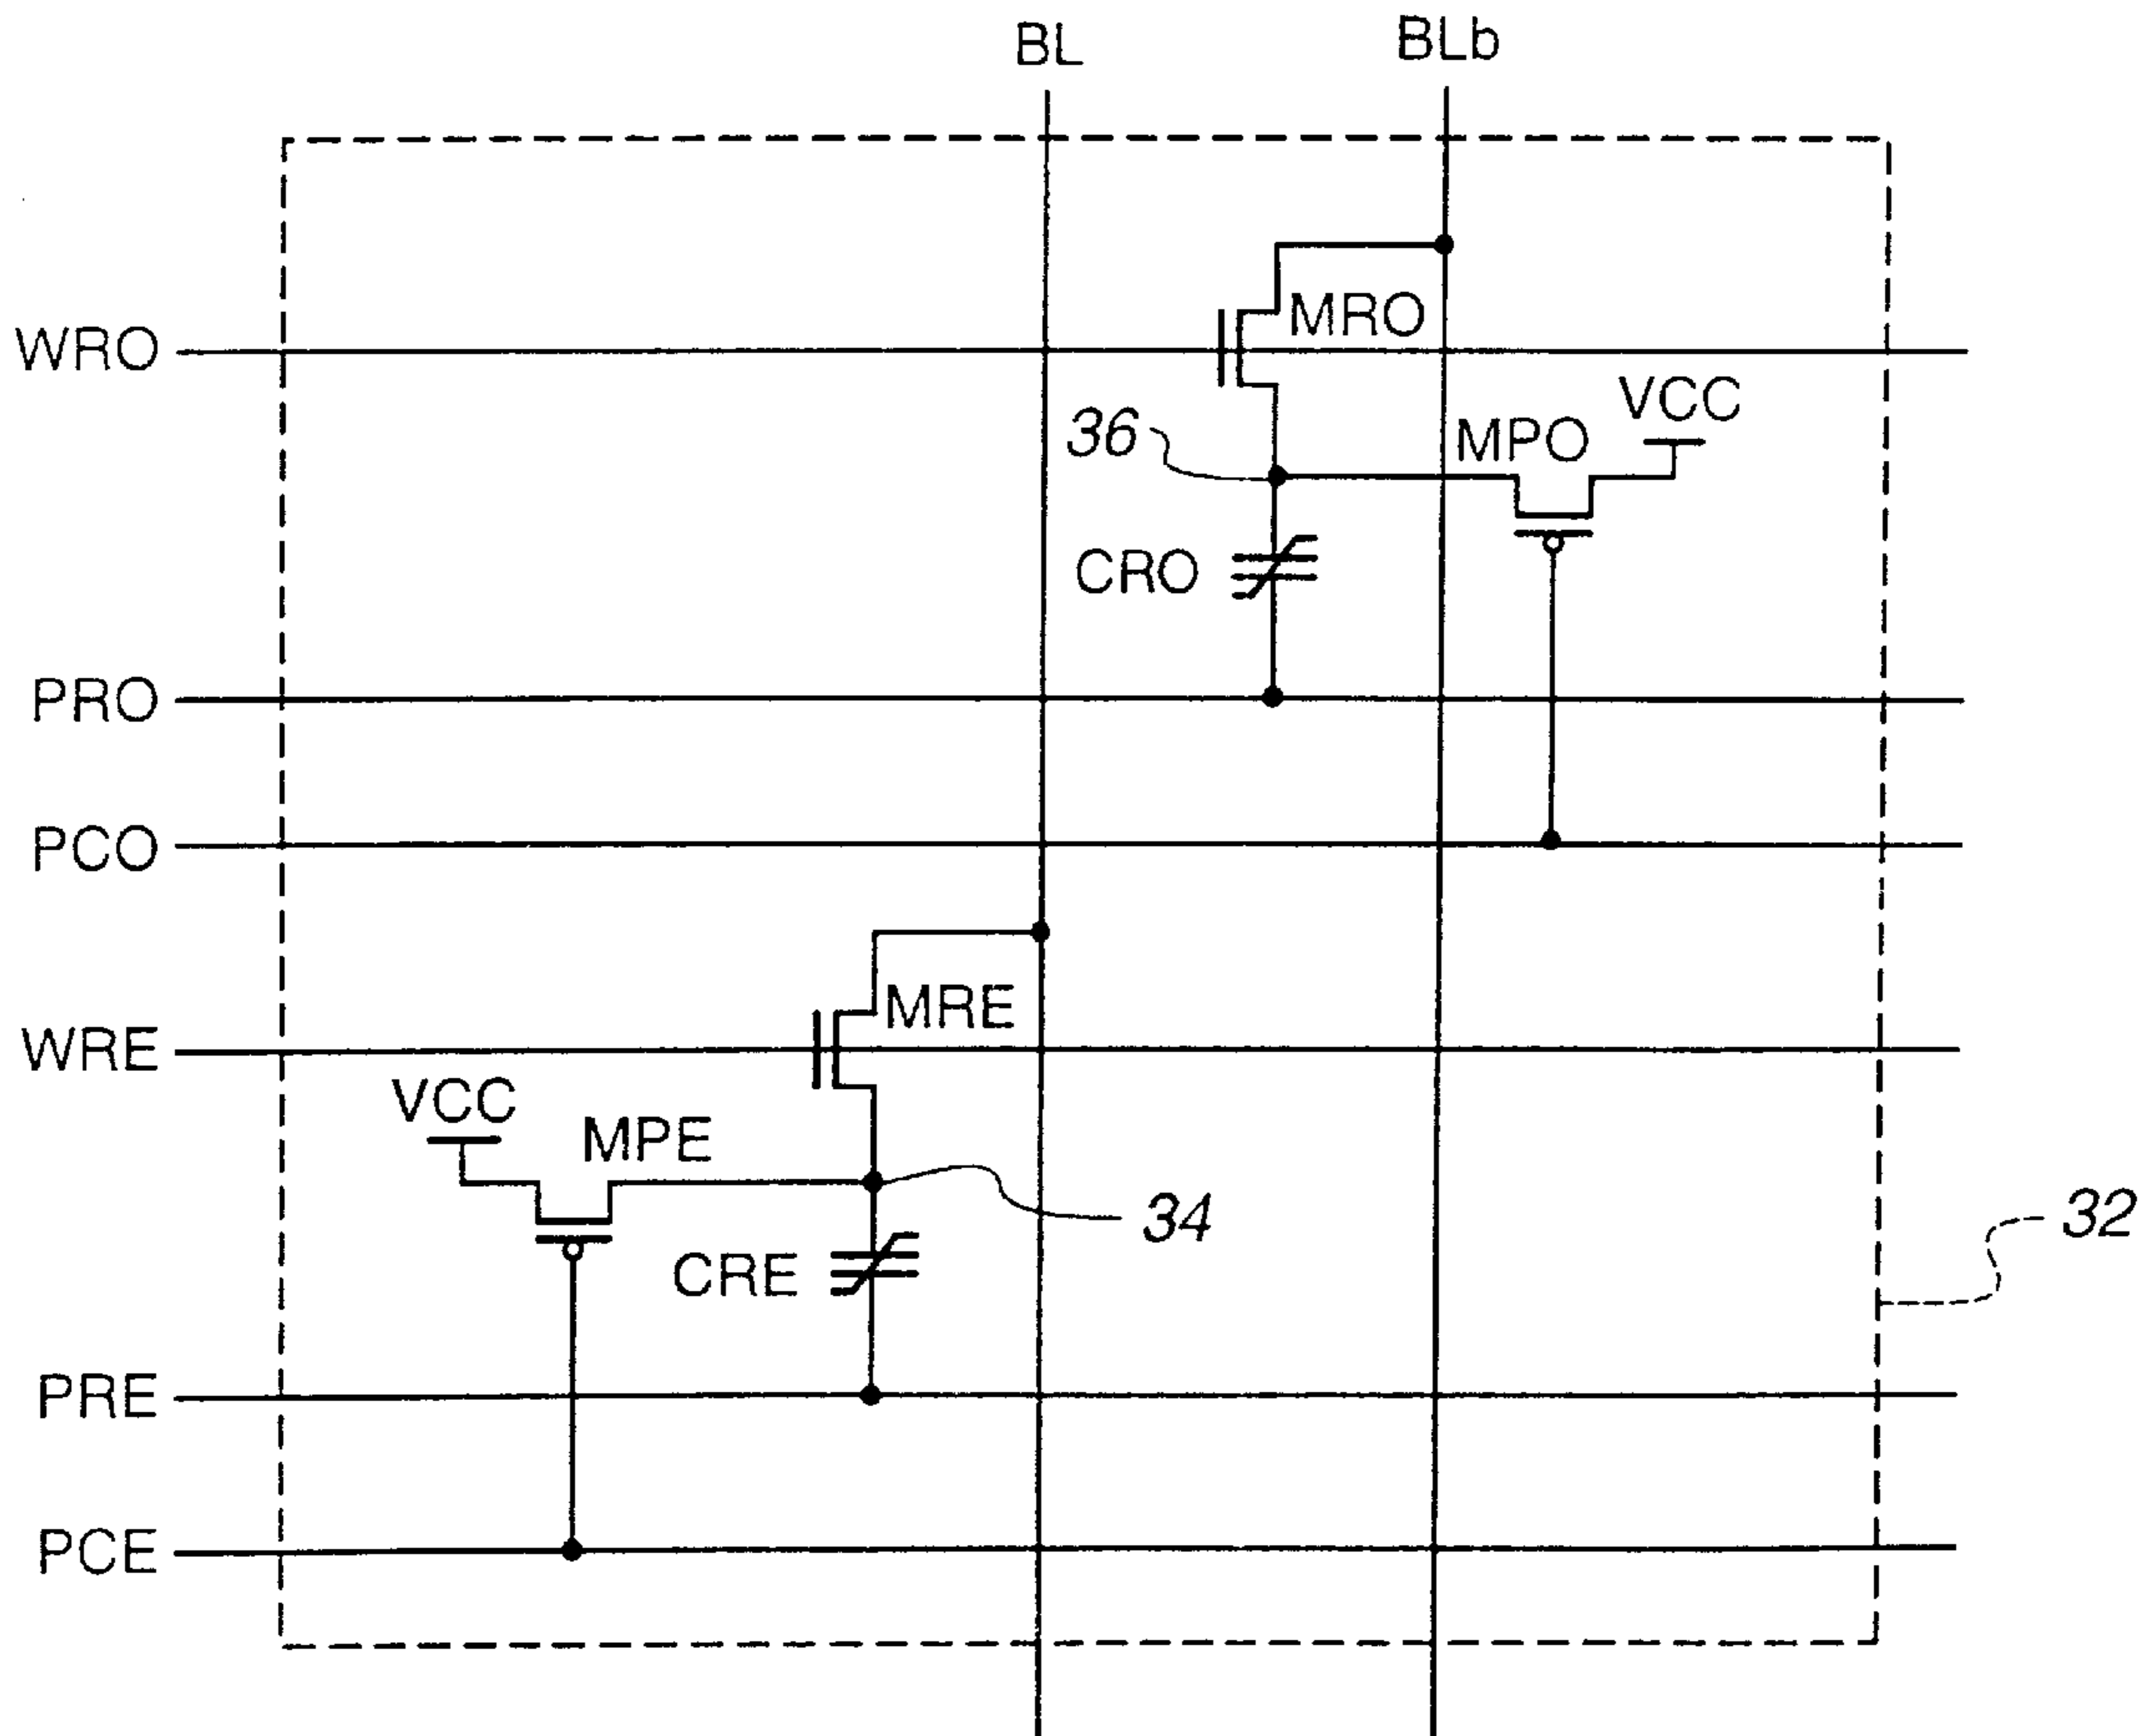 BL
BLb
WRO
MRO
VCC
36
MPO
CRO
PRO
PCO
MRE
WRE
VCC
MPE
34
32
CRE
PRE
PCE